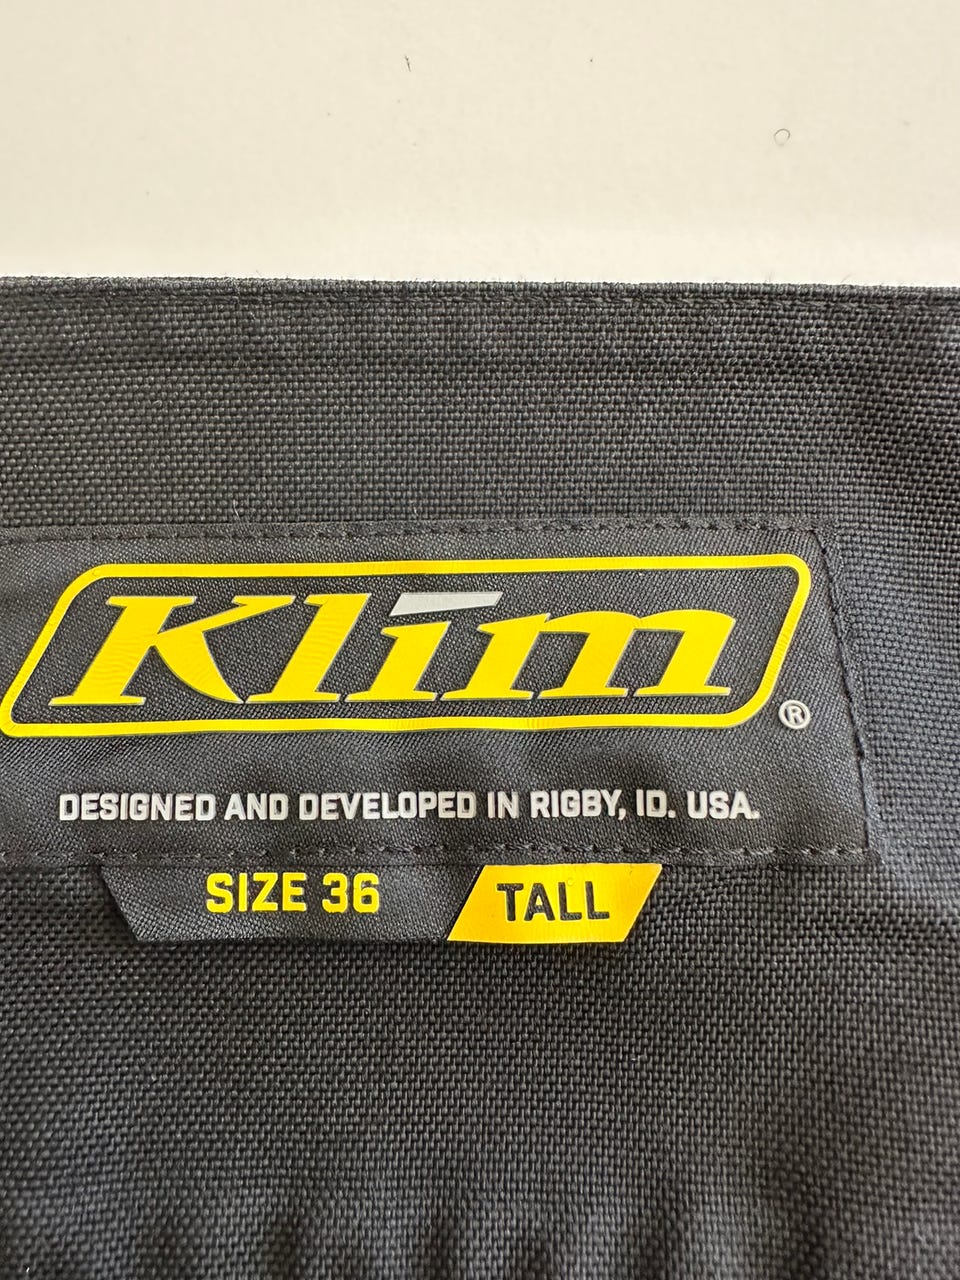 Klim®
DESIGNED AND DEVELOPED IN RIGBY, ID. USA.
SIZE 36 TALL